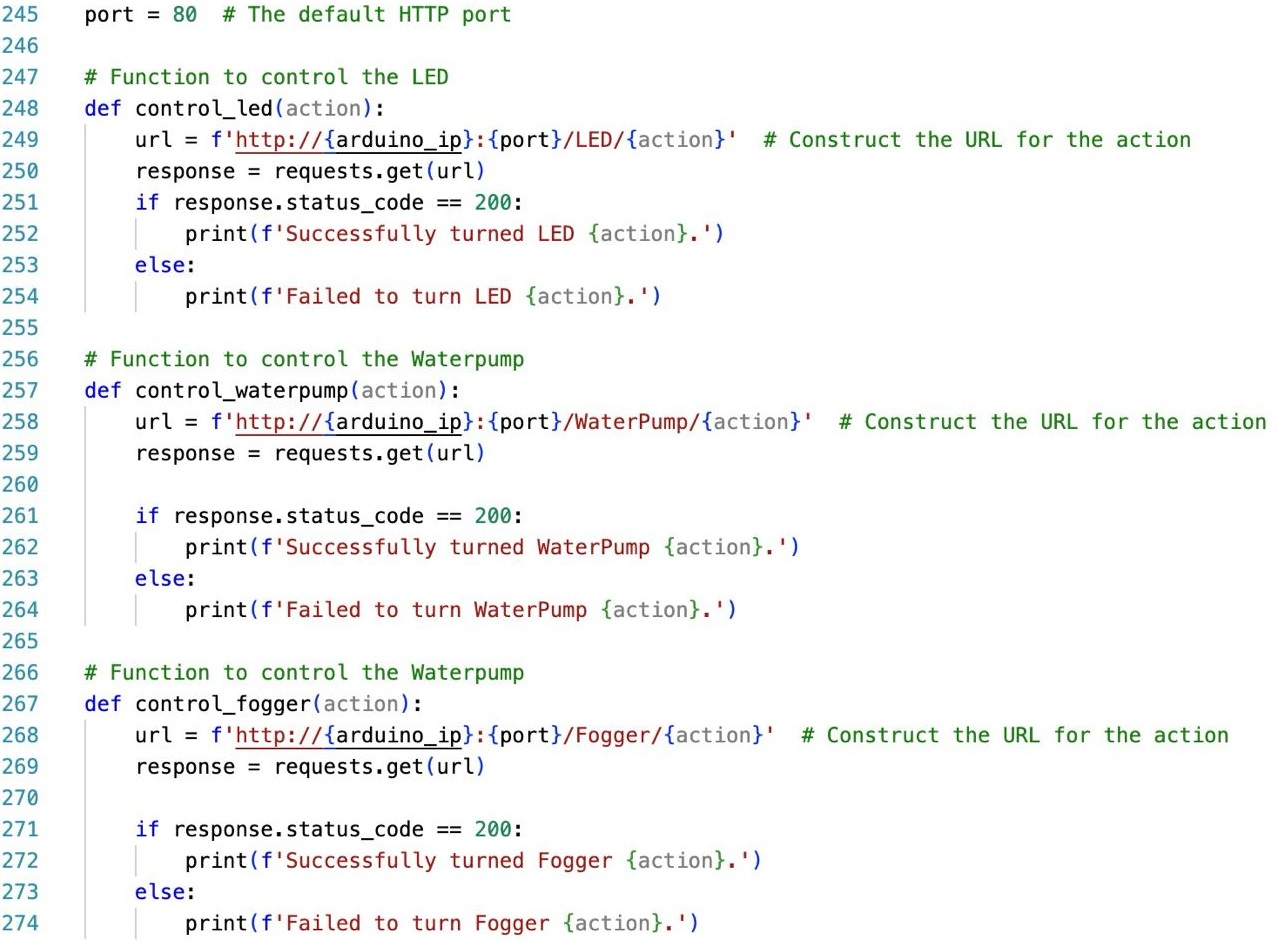 245 port = 80  # The default HTTP port
246
247 # Function to control the LED
248 def control_led(action):
249     url = f'http://{arduino_ip}:{port}/LED/{action}'  # Construct the URL for the action
250     response = requests.get(url)
251     if response.status_code == 200:
252         print(f'Successfully turned LED {action}.')
253     else:
254         print(f'Failed to turn LED {action}.')
255
256 # Function to control the Waterpump
257 def control_waterpump(action):
258     url = f'http://{arduino_ip}:{port}/WaterPump/{action}'  # Construct the URL for the action
259     response = requests.get(url)
260
261     if response.status_code == 200:
262         print(f'Successfully turned WaterPump {action}.')
263     else:
264         print(f'Failed to turn WaterPump {action}.')
265
266 # Function to control the Waterpump
267 def control_fogger(action):
268     url = f'http://{arduino_ip}:{port}/Fogger/{action}'  # Construct the URL for the action
269     response = requests.get(url)
270
271     if response.status_code == 200:
272         print(f'Successfully turned Fogger {action}.')
273     else:
274         print(f'Failed to turn Fogger {action}.')